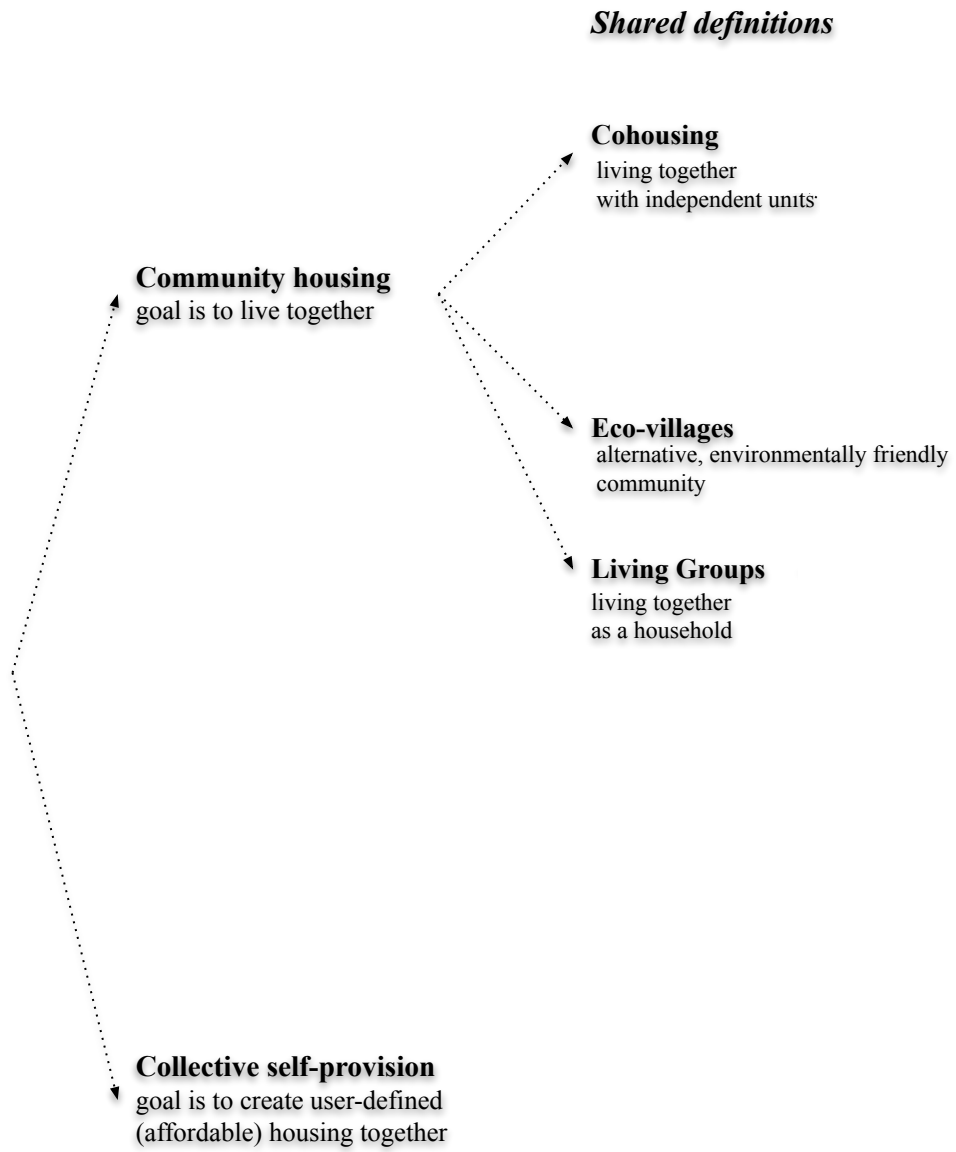 Shared definitions
Cohousing
living together
with independent units
Community housing
goal is to live together
Eco-villages
alternative, environmentally friendly
community
Living Groups
living together
as a household
Collective self-provision
goal is to create user-defined
(affordable) housing together